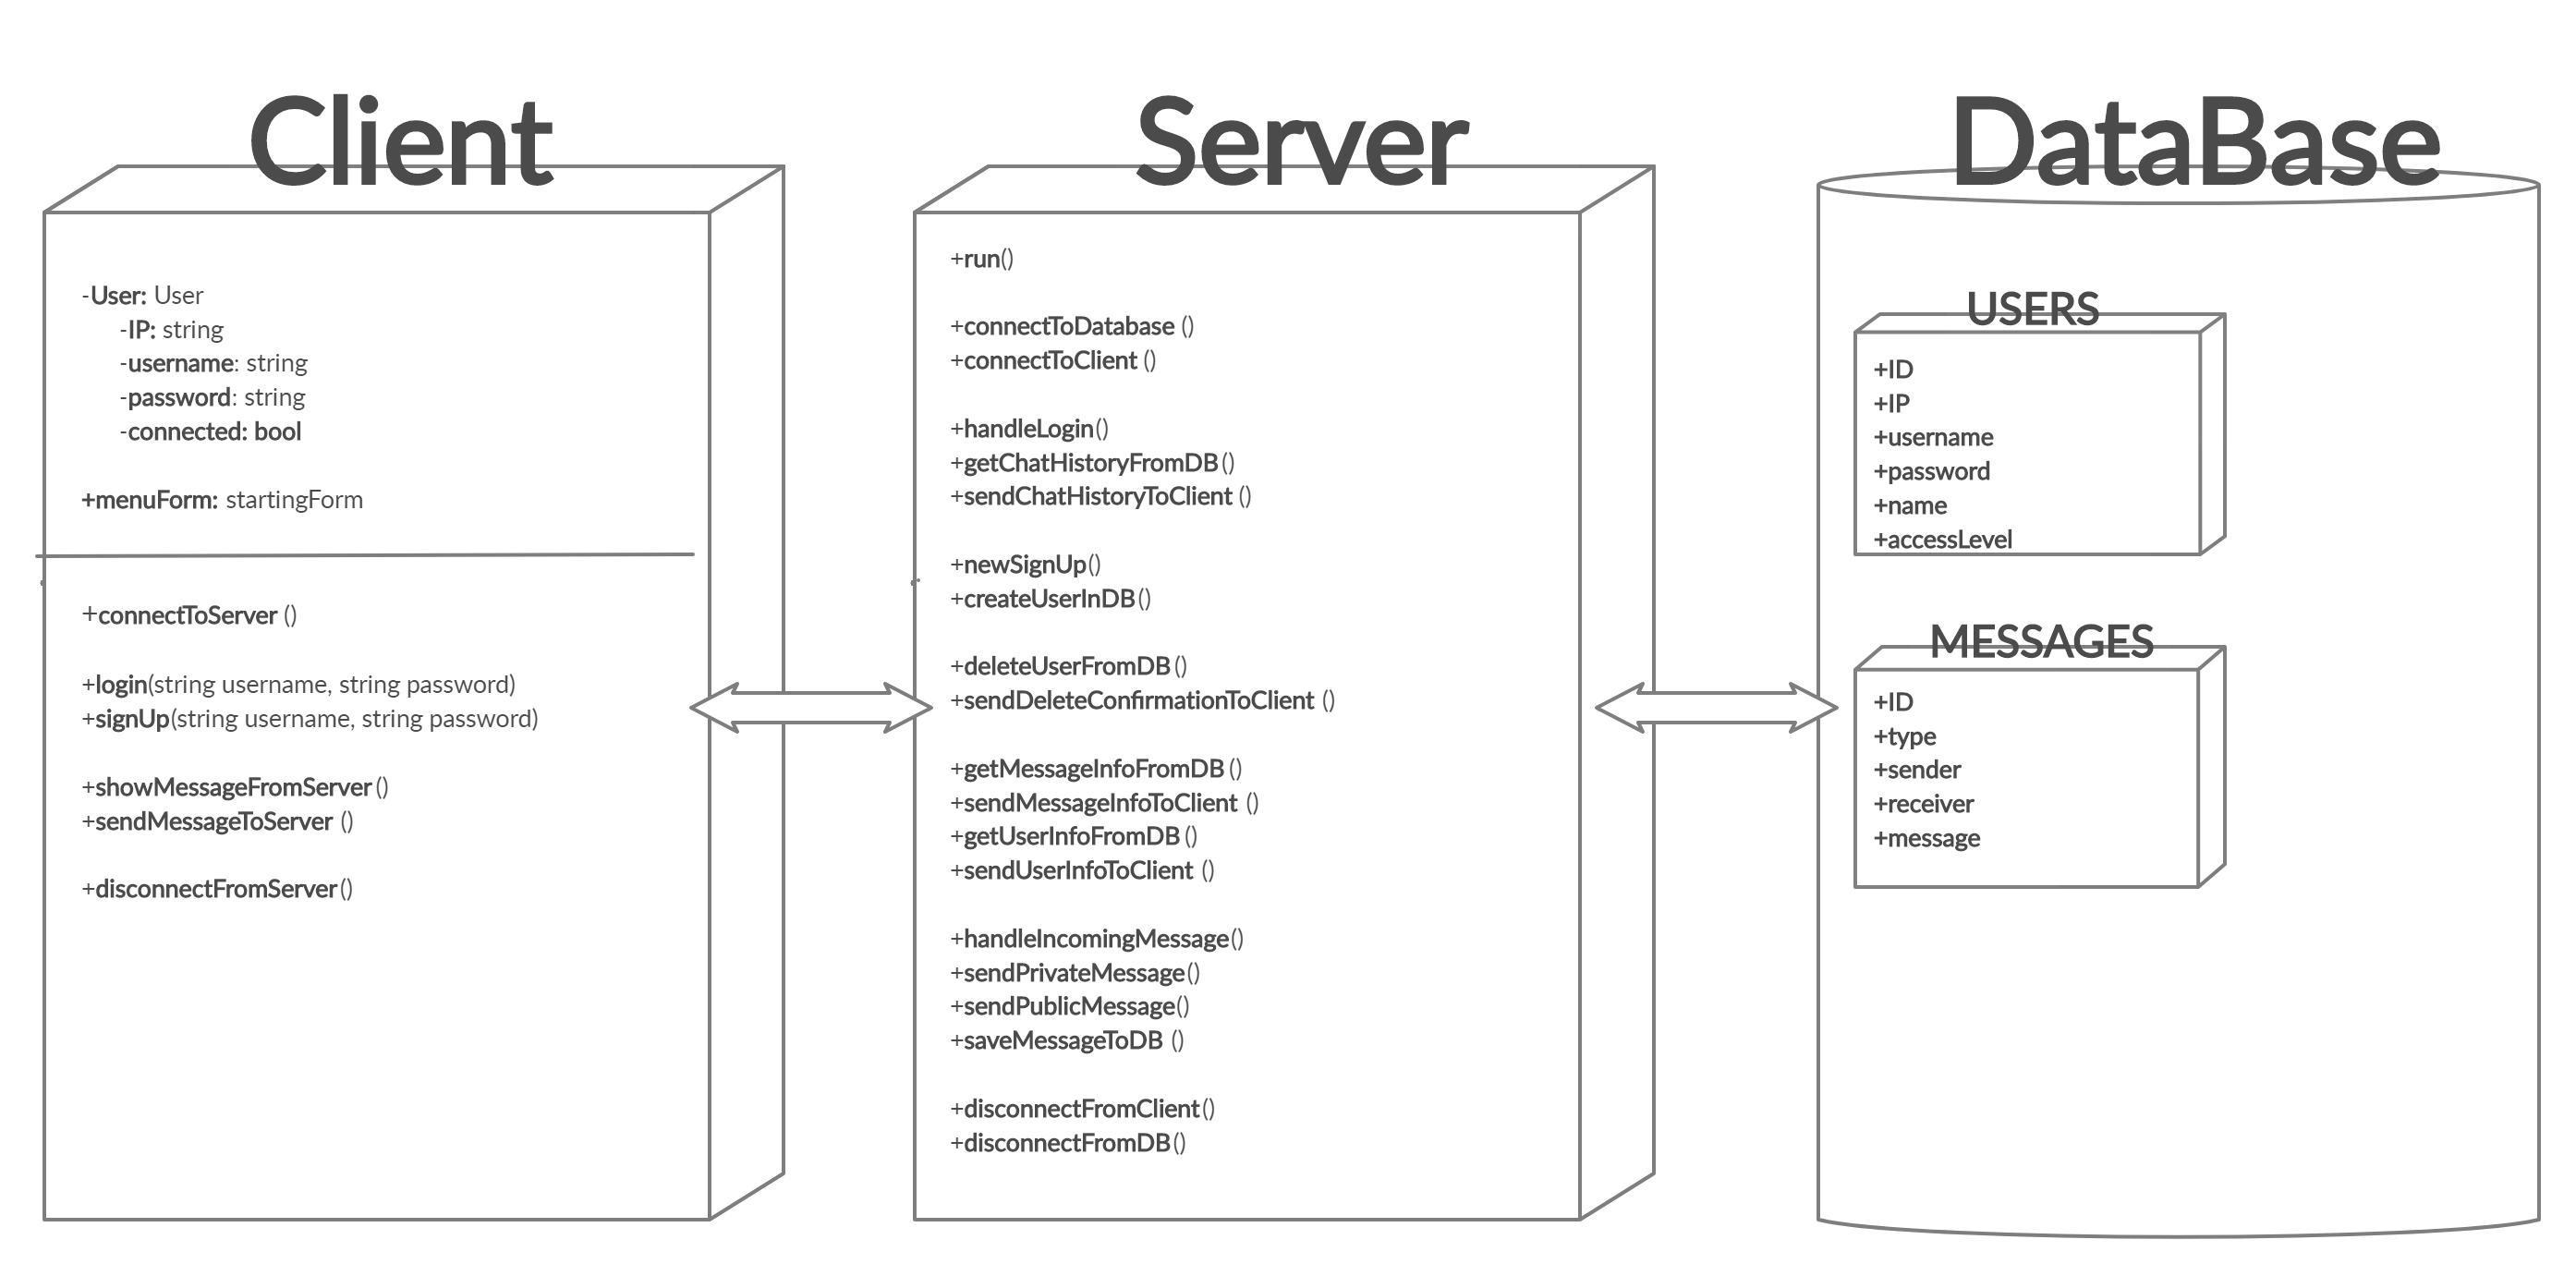 Client
-User: User
-IP: string
-username: string
-password: string
-connected: bool
+menuForm: startingForm
+connectToServer ()
+login(string username, string password)
+signUp(string username, string password)
+showMessageFromServer()
+sendMessageToServer ()
+disconnectFromServer()
Server
+run()
+connectToDatabase ()
+connectToClient ()
+handleLogin()
+getChatHistoryFromDB()
+sendChatHistoryToClient ()
+newSignUp()
+createUserInDB()
+deleteUserFromDB()
+sendDeleteConfirmationToClient ()
+getMessageInfoFromDB()
+sendMessageInfoToClient ()
+getUserInfoFromDB()
+sendUserInfoToClient ()
+handleIncomingMessage()
+sendPrivateMessage()
+sendPublicMessage()
+saveMessageToDB ()
+disconnectFromClient()
+disconnectFromDB()
DataBase
USERS
+ID
+IP
+username
+password
+name
+accessLevel
MESSAGES
+ID
+type
+sender
+receiver
+message